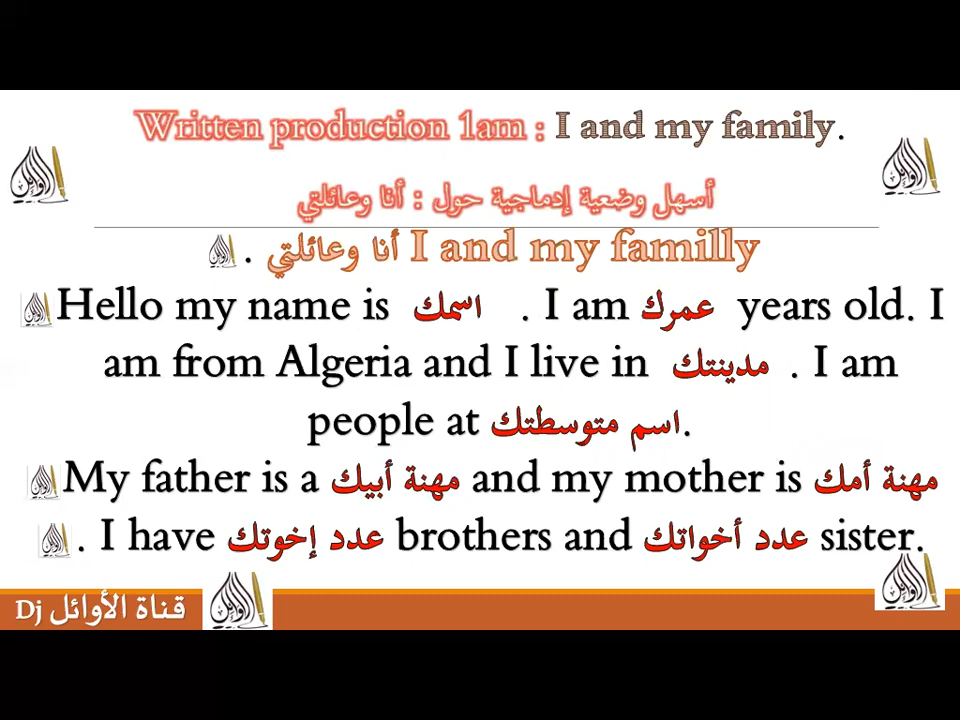 Written production 1am : I and my family.
أسهل وضعية إدماجية حول : أنا وعائلتي
I and my familly أنا وعائلتي .
Hello my name is اسمك . I am عمرك years old. I
am from Algeria and I live in مدينتك . I am
people at اسم متوسطتك.
My father is a مهنة أبيك and my mother is مهنة أمك
. I have عدد إخوتك brothers and عدد أخواتك sister.
قناة الأوائل Dj
الأوائل